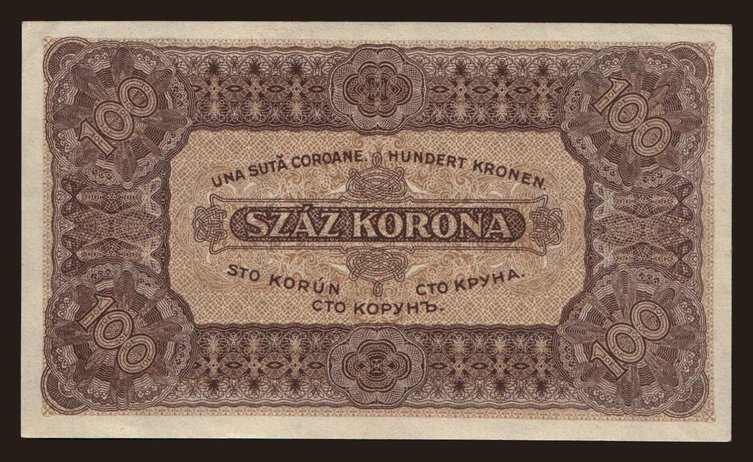 100 100
UNA SUTĂ COROANE. HUNDERT KRONEN.
SZÁZ KORONA
STO KORÚN СТО КРУНА.
СТО КОРУНЪ.
100 100